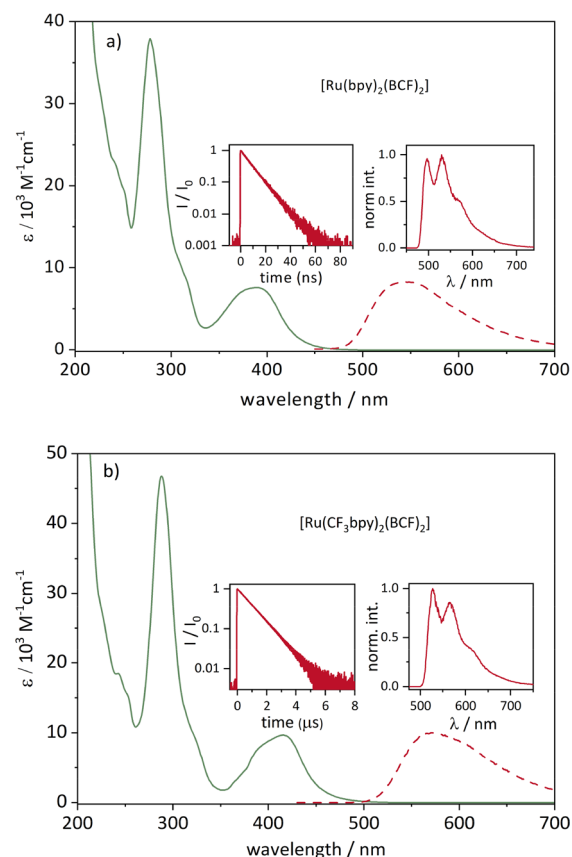 a)
[Ru(bpy)₂(BCF)₂]
ε / 10³ M⁻¹cm⁻¹
40
30
20
10
0
200 300 400 500 600 700
wavelength / nm
I / I₀
1
0.1
0.01
0.001
0 20 40 60 80
time (ns)
norm int.
1.0
0.5
0.0
500 600 700
λ / nm
b)
[Ru(CF₃bpy)₂(BCF)₂]
ε / 10³ M⁻¹cm⁻¹
50
40
30
20
10
0
200 300 400 500 600 700
wavelength / nm
I / I₀
1
0.1
0.01
0 2 4 6 8
time (μs)
norm. int.
1.0
0.5
0.0
500 600 700
λ / nm